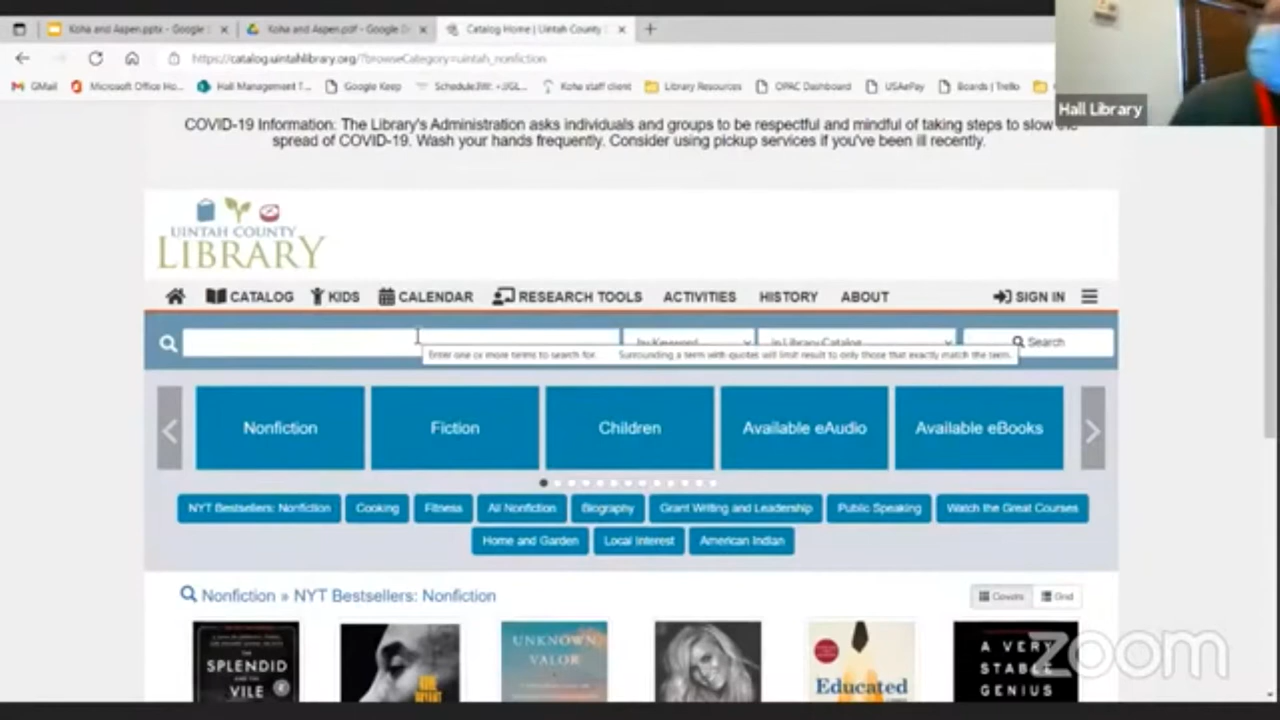 Koha and Aspen.pptx - Google
Koha and Aspen.pdf - Google
Catalog Home | Uintah County
https://catalog.uintahlibrary.org/?browseCategory=uintah_nonfiction
GMail
Microsoft Office Ho...
Hall Management T...
Google Keep
Koha staff client
Library Resources
OPAC Dashboard
USAePay
Boards | Trello
Hall Library
COVID-19 Information: The Library's Administration asks individuals and groups to be respectful and mindful of taking steps to slow the
spread of COVID-19. Wash your hands frequently. Consider using pickup services if you've been ill recently.
UINTAH COUNTY
LIBRARY
CATALOG KIDS CALENDAR RESEARCH TOOLS ACTIVITIES HISTORY ABOUT SIGN IN
by Keyword in Library Catalog Search
Enter one or more terms to search for. Surrounding a term with quotes will limit result to only those that exactly match the term.
Nonfiction Fiction Children Available eAudio Available eBooks
NYT Bestsellers: Nonfiction Cooking Fitness All Nonfiction Biography Grant Writing and Leadership Public Speaking Watch the Great Courses
Home and Garden Local Interest American Indian
Nonfiction » NYT Bestsellers: Nonfiction
Covers Grid
THE
SPLENDID
AND THE
VILE
UNKNOWN
VALOR
Educated
A VERY
STABLE
GENIUS
zoom